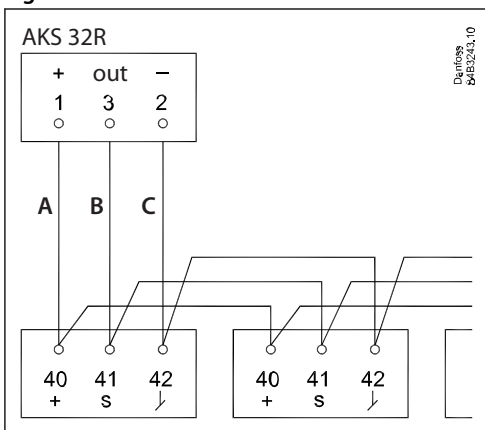 AKS 32R
+ out −
1 3 2
Danfoss
84B3243.10
A B C
40 41 42
+ S
40 41 42
+ S